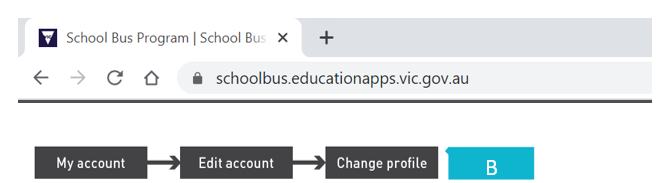 School Bus Program | School Bus
schoolbus.educationapps.vic.gov.au
My account Edit account Change profile B